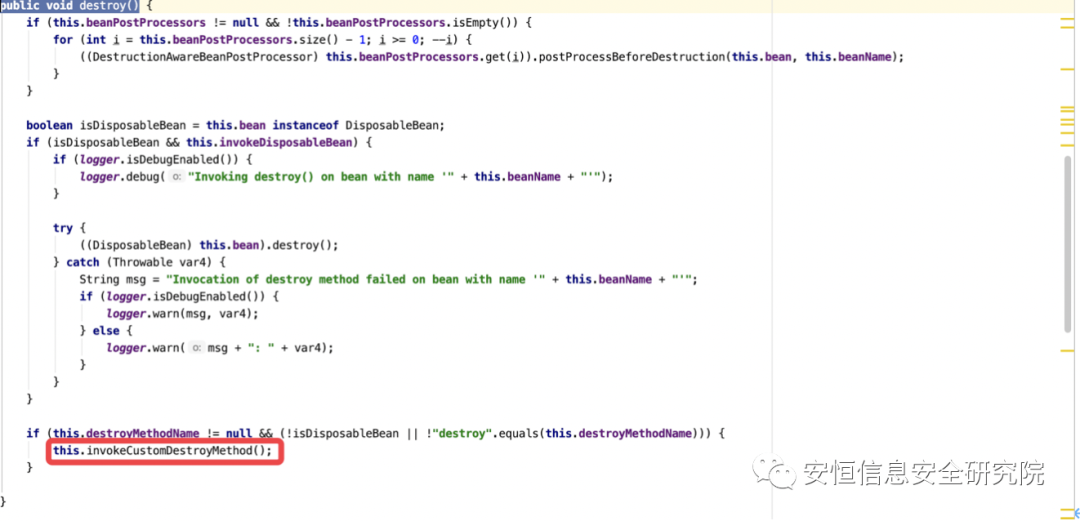 public void destroy() {
    if (this.beanPostProcessors != null && !this.beanPostProcessors.isEmpty()) {
        for (int i = this.beanPostProcessors.size() - 1; i >= 0; --i) {
            ((DestructionAwareBeanPostProcessor) this.beanPostProcessors.get(i)).postProcessBeforeDestruction(this.bean, this.beanName);
        }
    }
    boolean isDisposableBean = this.bean instanceof DisposableBean;
    if (isDisposableBean && this.invokeDisposableBean) {
        if (logger.isDebugEnabled()) {
            logger.debug( o: "Invoking destroy() on bean with name '" + this.beanName + "'");
        }
        try {
            ((DisposableBean) this.bean).destroy();
        } catch (Throwable var4) {
            String msg = "Invocation of destroy method failed on bean with name '" + this.beanName + "'";
            if (logger.isDebugEnabled()) {
                logger.warn(msg, var4);
            } else {
                logger.warn( o: msg + ": " + var4);
            }
        }
    }
    if (this.destroyMethodName != null && (!isDisposableBean || !"destroy".equals(this.destroyMethodName))) {
        this.invokeCustomDestroyMethod();
    }
}
安恒信息安全研究院